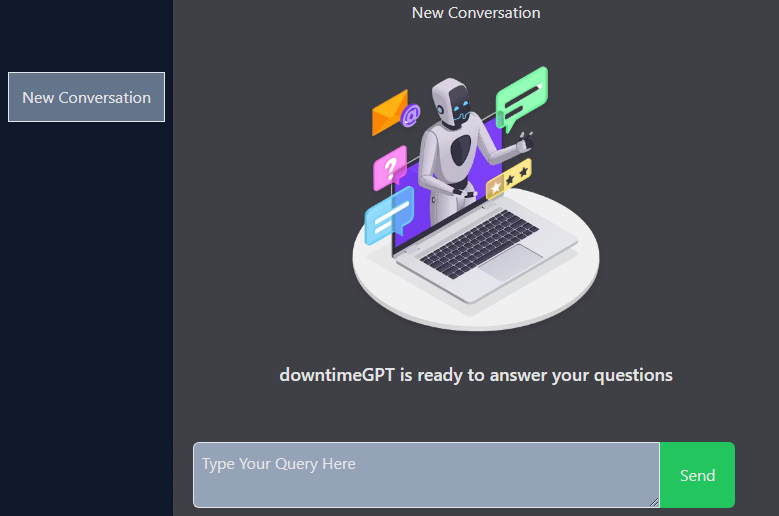 New Conversation
New Conversation
@
?
downtimeGPT is ready to answer your questions
Type Your Query Here
Send